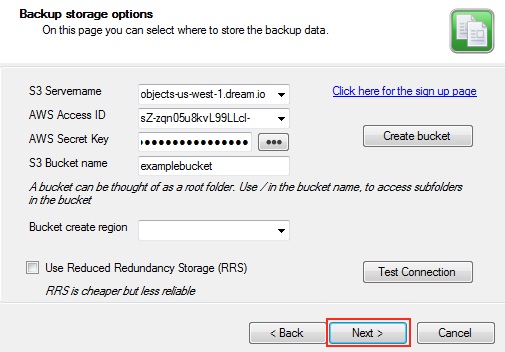 Backup storage options
On this page you can select where to store the backup data.
S3 Servername
objects-us-west-1.dream.io
Click here for the sign up page
AWS Access ID
sZ-zqn05u8kvL99LLcl-
AWS Secret Key
●●●●●●●●●●●●●●●
•••
Create bucket
S3 Bucket name
examplebucket
A bucket can be thought of as a root folder. Use / in the bucket name, to access subfolders
in the bucket
Bucket create region
Use Reduced Redundancy Storage (RRS)
Test Connection
RRS is cheaper but less reliable
< Back
Next >
Cancel